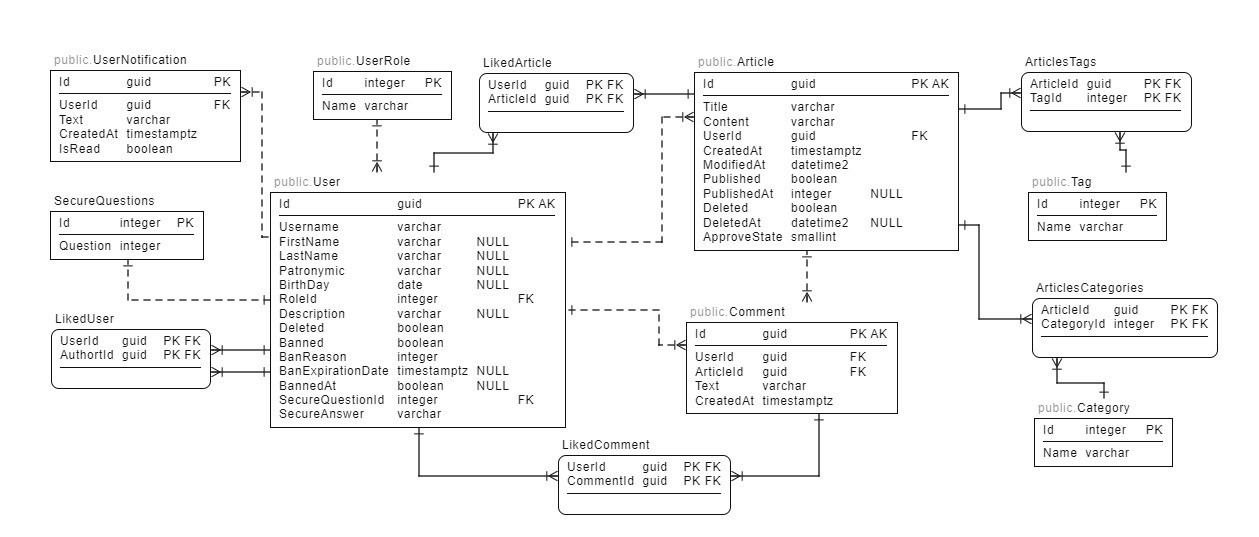 public.UserNotification
Id guid PK
UserId guid FK
Text varchar
CreatedAt timestamptz
IsRead boolean
public.UserRole
Id integer PK
Name varchar
LikedArticle
UserId guid PK FK
ArticleId guid PK FK
public.Article
Id guid PK AK
Title varchar
Content varchar
UserId guid FK
CreatedAt timestamptz
ModifiedAt datetime2
Published boolean
PublishedAt integer NULL
Deleted boolean
DeletedAt datetime2 NULL
ApproveState smallint
ArticlesTags
ArticleId guid PK FK
TagId integer PK FK
public.Tag
Id integer PK
Name varchar
SecureQuestions
Id integer PK
Question integer
public.User
Id guid PK AK
Username varchar
FirstName varchar NULL
LastName varchar NULL
Patronymic varchar NULL
BirthDay date NULL
RoleId integer FK
Description varchar NULL
Deleted boolean
Banned boolean
BanReason integer
BanExpirationDate timestamptz NULL
BannedAt boolean NULL
SecureQuestionId integer FK
SecureAnswer varchar
LikedUser
UserId guid PK FK
AuthortId guid PK FK
public.Comment
Id guid PK AK
UserId guid FK
ArticleId guid FK
Text varchar
CreatedAt timestamptz
ArticlesCategories
ArticleId guid PK FK
CategoryId integer PK FK
public.Category
Id integer PK
Name varchar
LikedComment
UserId guid PK FK
CommentId guid PK FK